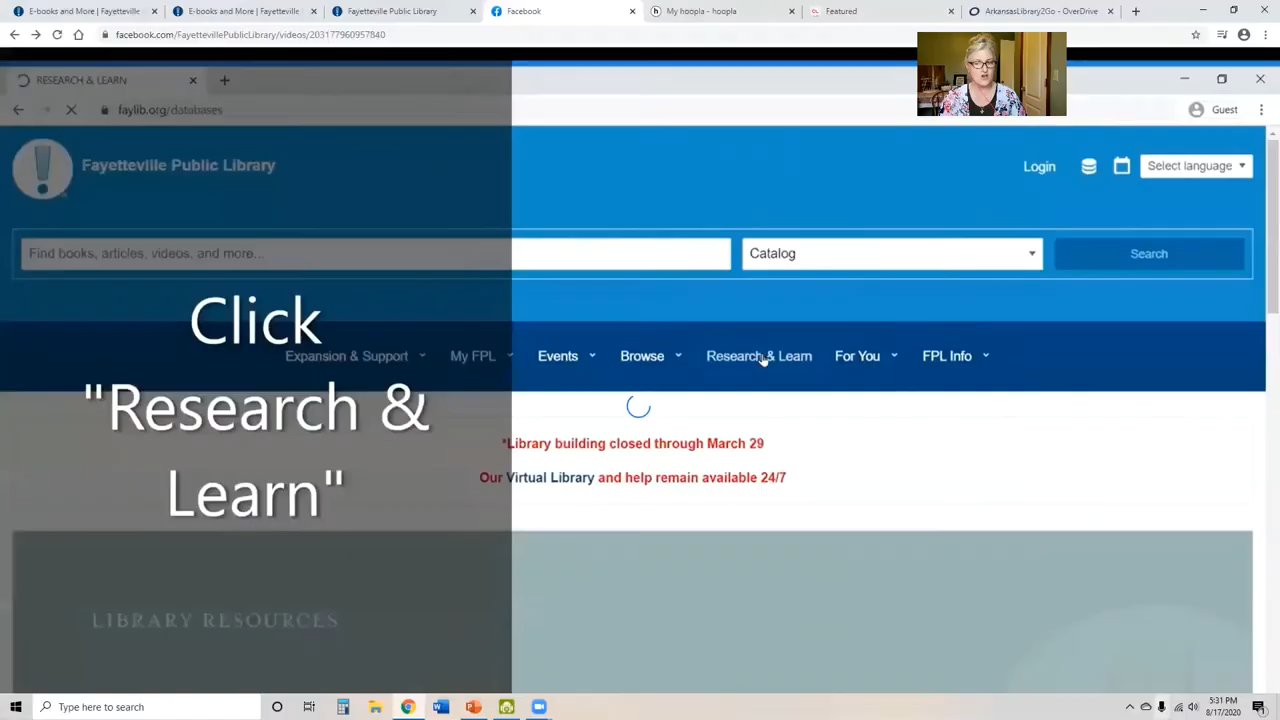 E-books and More | Fayetteville
E-books and More | Fayetteville
Fayetteville Public Library
Facebook
My hoopla - hoopla
Featured
ArkansasLibrary2Go - OverDrive
facebook.com/FayettevillePublicLibrary/videos/203177960957840
RESEARCH & LEARN
faylib.org/databases
Guest
Fayetteville Public Library
Login
Select language
Find books, articles, videos, and more...
Catalog
Search
Click
"Research &
Learn"
Expansion & Support
My FPL
Events
Browse
Research & Learn
For You
FPL Info
*Library building closed through March 29
Our Virtual Library and help remain available 24/7
LIBRARY RESOURCES
Type here to search
5:31 PM
8/17/2020